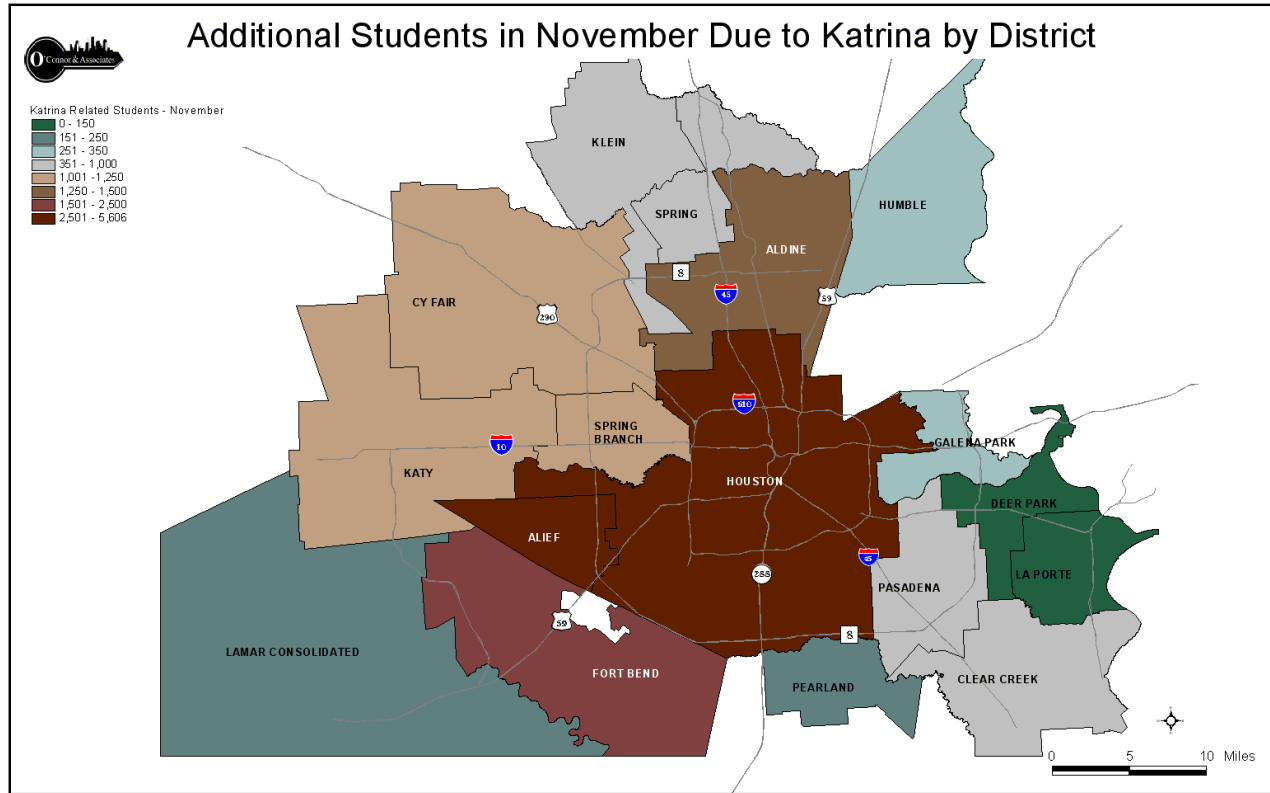 Additional Students in November Due to Katrina by District
O'Connor & Associates
Katrina Related Students - November
0 - 150
151 - 250
251 - 350
351 - 1,000
1,001 -1,250
1,250 - 1,500
1,501 - 2,500
2,501 - 5,606
KLEIN
SPRING
HUMBLE
ALDINE
8
45
59
CY FAIR
290
610
SPRING
BRANCH
10
KATY
GALENA PARK
HOUSTON
DEER PARK
ALIEF
45
288
LA PORTE
PASADENA
59
8
LAMAR CONSOLIDATED
FORT BEND
CLEAR CREEK
PEARLAND
0 5 10 Miles